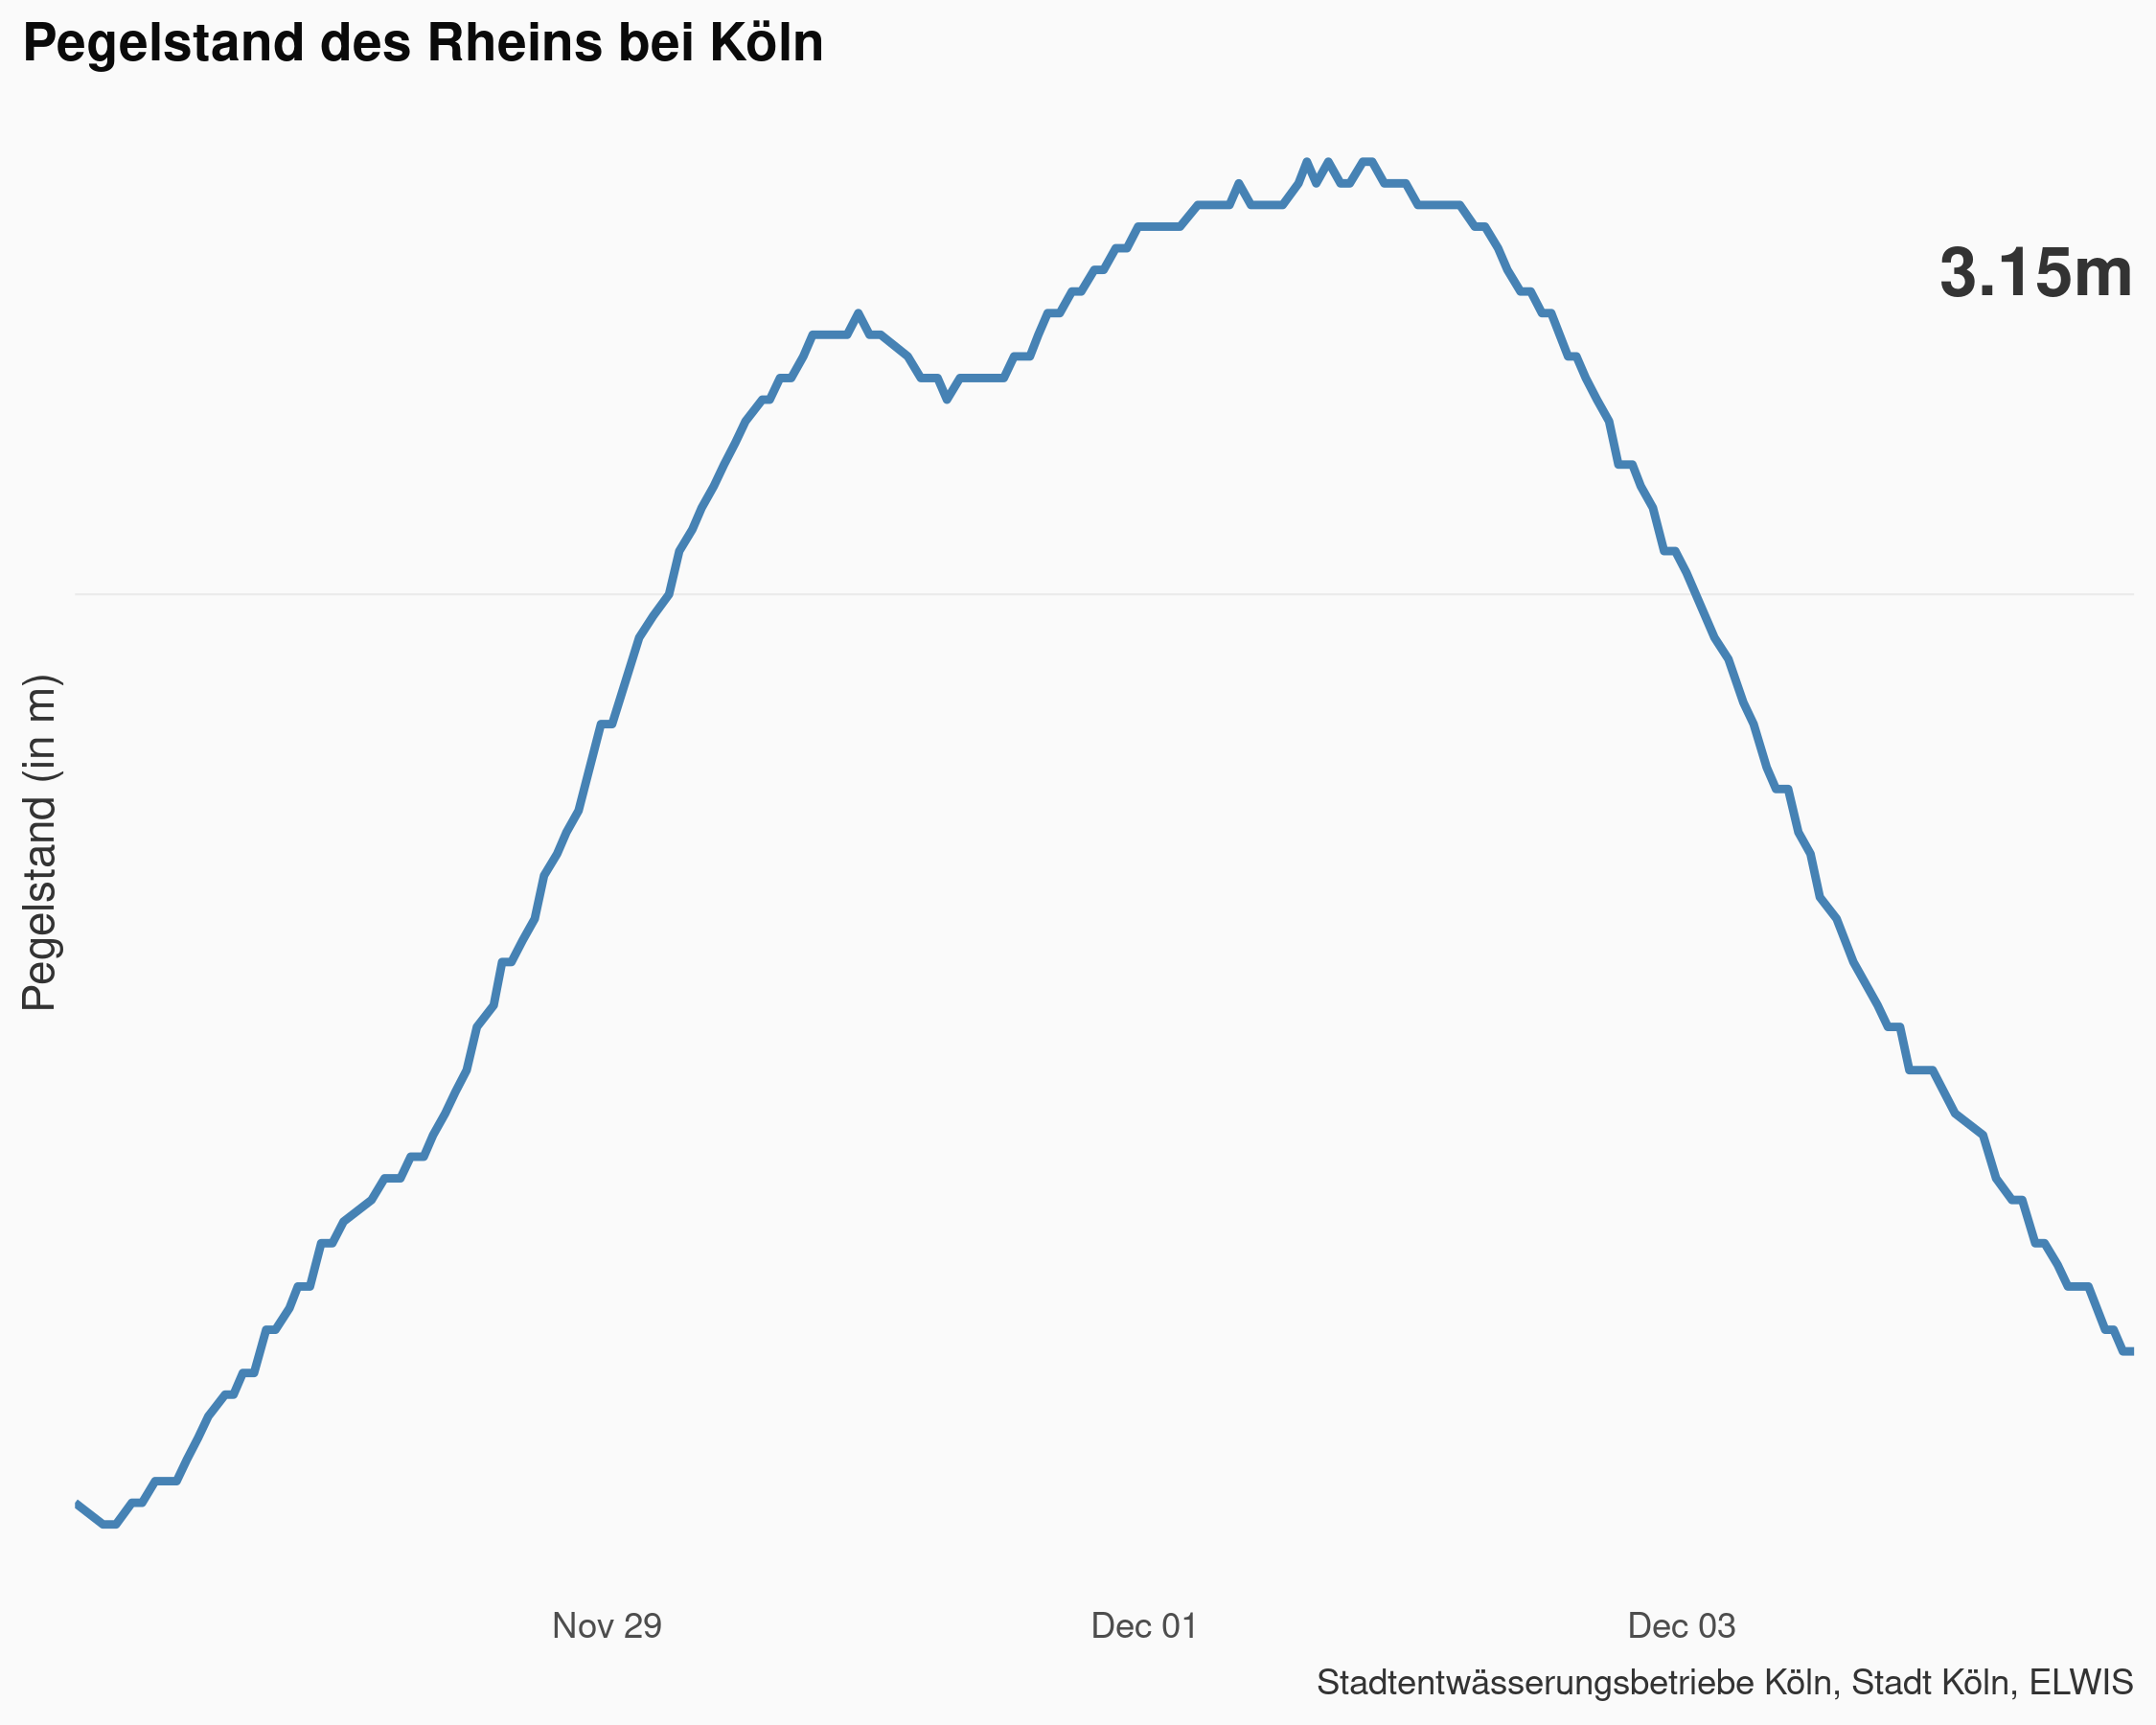 Pegelstand des Rheins bei Köln
3.15m
Pegelstand (in m)
Nov 29
Dec 01
Dec 03
Stadtentwässerungsbetriebe Köln, Stadt Köln, ELWIS